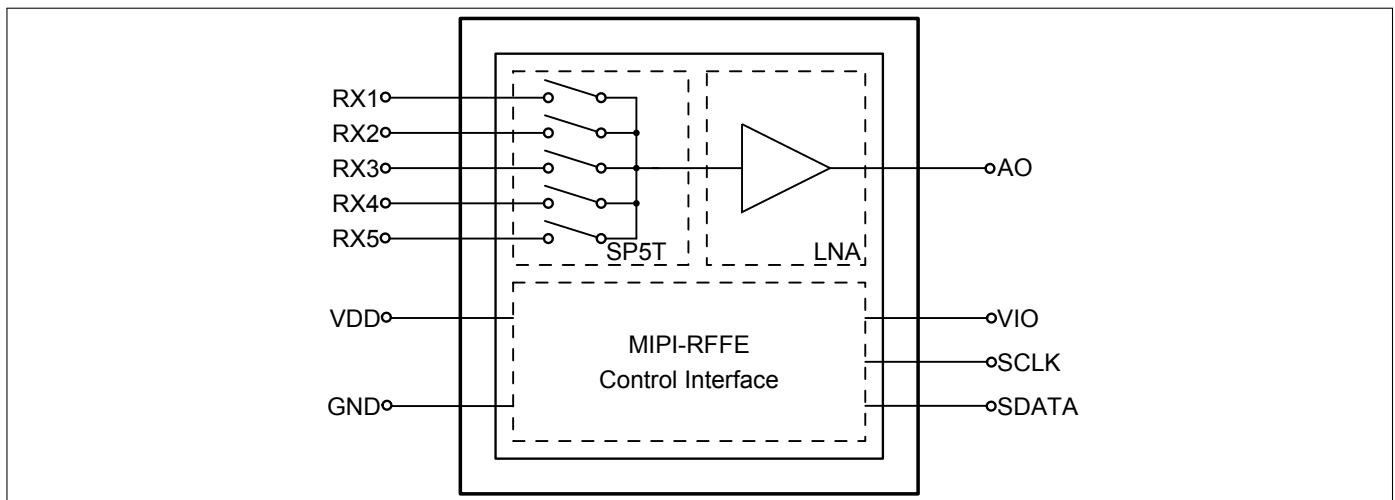 RX1
RX2
RX3
RX4
RX5
SP5T
LNA
AO
VDD
GND
MIPI-RFFE
Control Interface
VIO
SCLK
SDATA